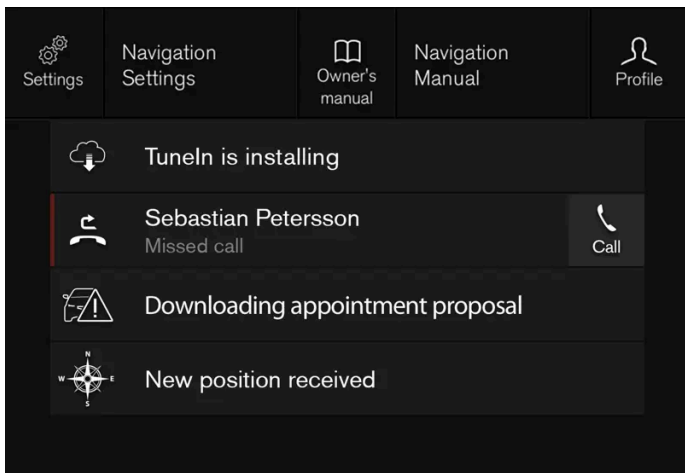 Settings
Navigation
Settings
Owner's
manual
Navigation
Manual
Profile
TuneIn is installing
Sebastian Petersson
Missed call
Call
Downloading appointment proposal
N
W
E
S
New position received